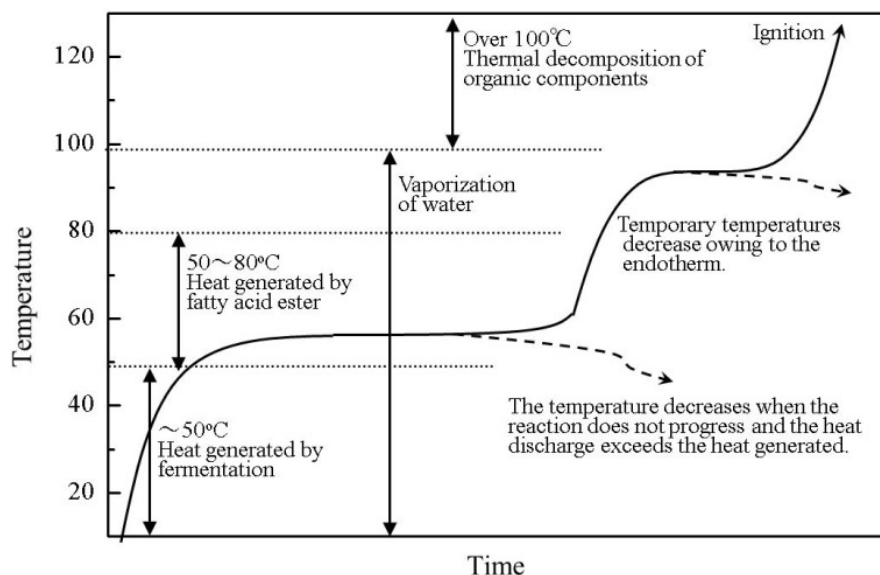 Temperature
120
100
80
60
40
20
Time
Over 100℃
Thermal decomposition of
organic components
Ignition
Vaporization
of water
50～80°C
Heat generated by
fatty acid ester
Temporary temperatures
decrease owing to the
endotherm.
～50°C
Heat generated by
fermentation
The temperature decreases when the
reaction does not progress and the heat
discharge exceeds the heat generated.